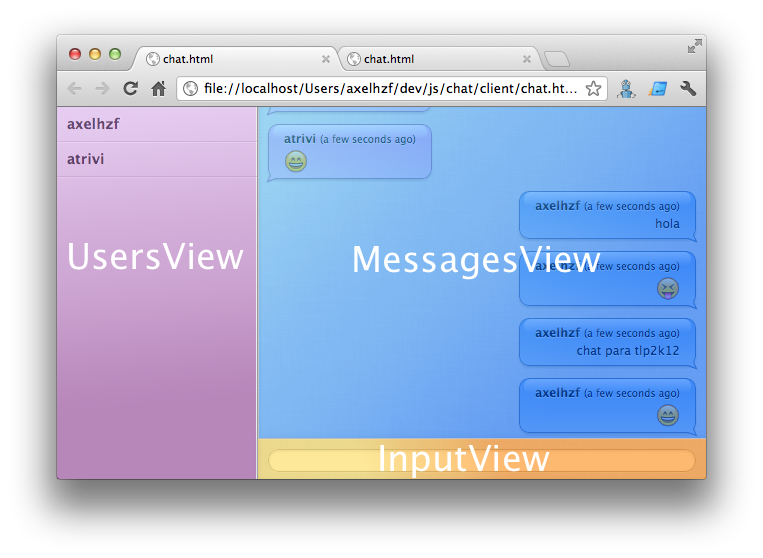 chat.html
chat.html
file://localhost/Users/axelhzf/dev/js/chat/client/chat.ht...
axelhzf
atrivi
UsersView
atrivi (a few seconds ago)
axelhzf (a few seconds ago)
hola
MessagesView
axelhzf (a few seconds ago)
axelhzf (a few seconds ago)
chat para tlp2k12
axelhzf (a few seconds ago)
InputView